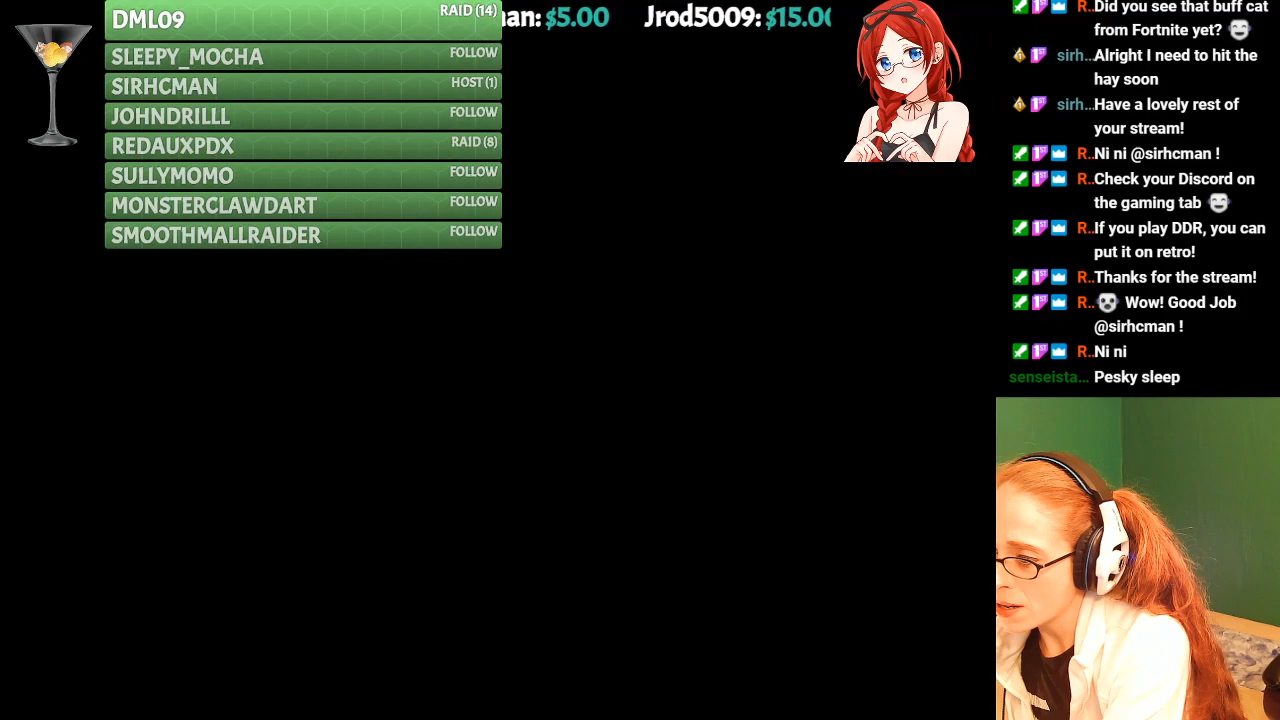 DML09 RAID (14)
SLEEPY_MOCHA FOLLOW
SIRHCMAN HOST (1)
JOHNDRILLL FOLLOW
REDAUXPDX RAID (8)
SULLYMOMO FOLLOW
MONSTERCLAWDART FOLLOW
SMOOTHMALLRAIDER FOLLOW
$5.00 Jrod5009: $15.00
Did you see that buff cat
from Fortnite yet?
sirh... Alright I need to hit the
hay soon
sirh... Have a lovely rest of
your stream!
R.. Ni ni @sirhcman !
R.. Check your Discord on
the gaming tab
R.. If you play DDR, you can
put it on retro!
R.. Thanks for the stream!
R.. Wow! Good Job
@sirhcman !
R.. Ni ni
senseista... Pesky sleep